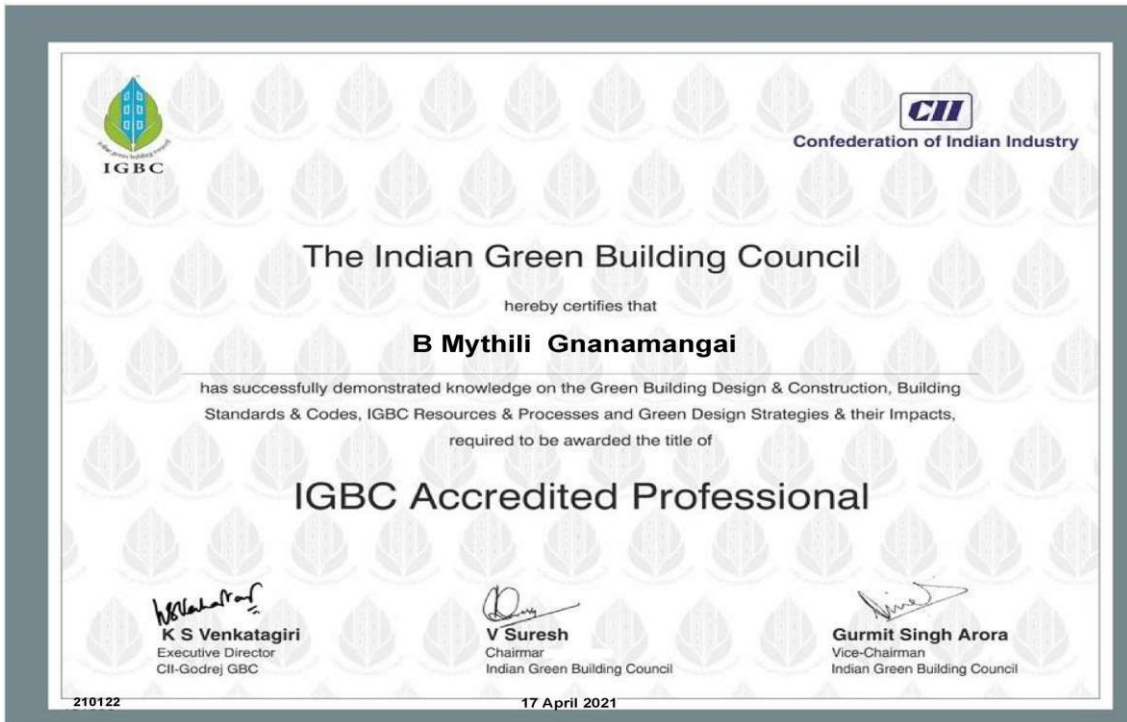 IGBC
CII
Confederation of Indian Industry
The Indian Green Building Council
hereby certifies that
B Mythili Gnanamangai
has successfully demonstrated knowledge on the Green Building Design & Construction, Building
Standards & Codes, IGBC Resources & Processes and Green Design Strategies & their Impacts,
required to be awarded the title of
IGBC Accredited Professional
K S Venkatagiri
Executive Director
CII-Godrej GBC
V Suresh
Chairmar
Indian Green Building Council
Gurmit Singh Arora
Vice-Chairman
Indian Green Building Council
210122
17 April 2021